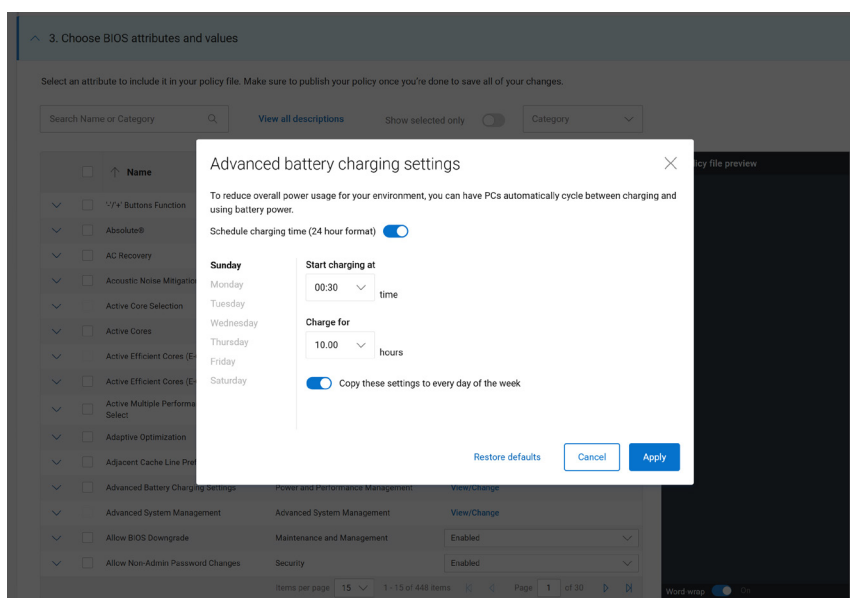 3. Choose BIOS attributes and values
Select an attribute to include it in your policy file. Make sure to publish your policy once you're done to save all of your changes.
Search Name or Category
View all descriptions
Show selected only
Category
Name
licy file preview
'-'/'+' Buttons Function
Absolute®
AC Recovery
Acoustic Noise Mitigation
Active Core Selection
Active Cores
Active Efficient Cores (E-
Active Efficient Cores (E-
Active Multiple Performa
Select
Adaptive Optimization
Adjacent Cache Line Pref
Advanced Battery Charging Settings Power and Performance Management View/Change
Advanced System Management Advanced System Management View/Change
Allow BIOS Downgrade Maintenance and Management Enabled
Allow Non-Admin Password Changes Security Enabled
Items per page 15 1 - 15 of 448 items Page 1 of 30
Word-wrap On
Advanced battery charging settings
To reduce overall power usage for your environment, you can have PCs automatically cycle between charging and
using battery power.
Schedule charging time (24 hour format)
Sunday
Monday
Tuesday
Wednesday
Thursday
Friday
Saturday
Start charging at
00:30
time
Charge for
10.00
hours
Copy these settings to every day of the week
Restore defaults
Cancel
Apply